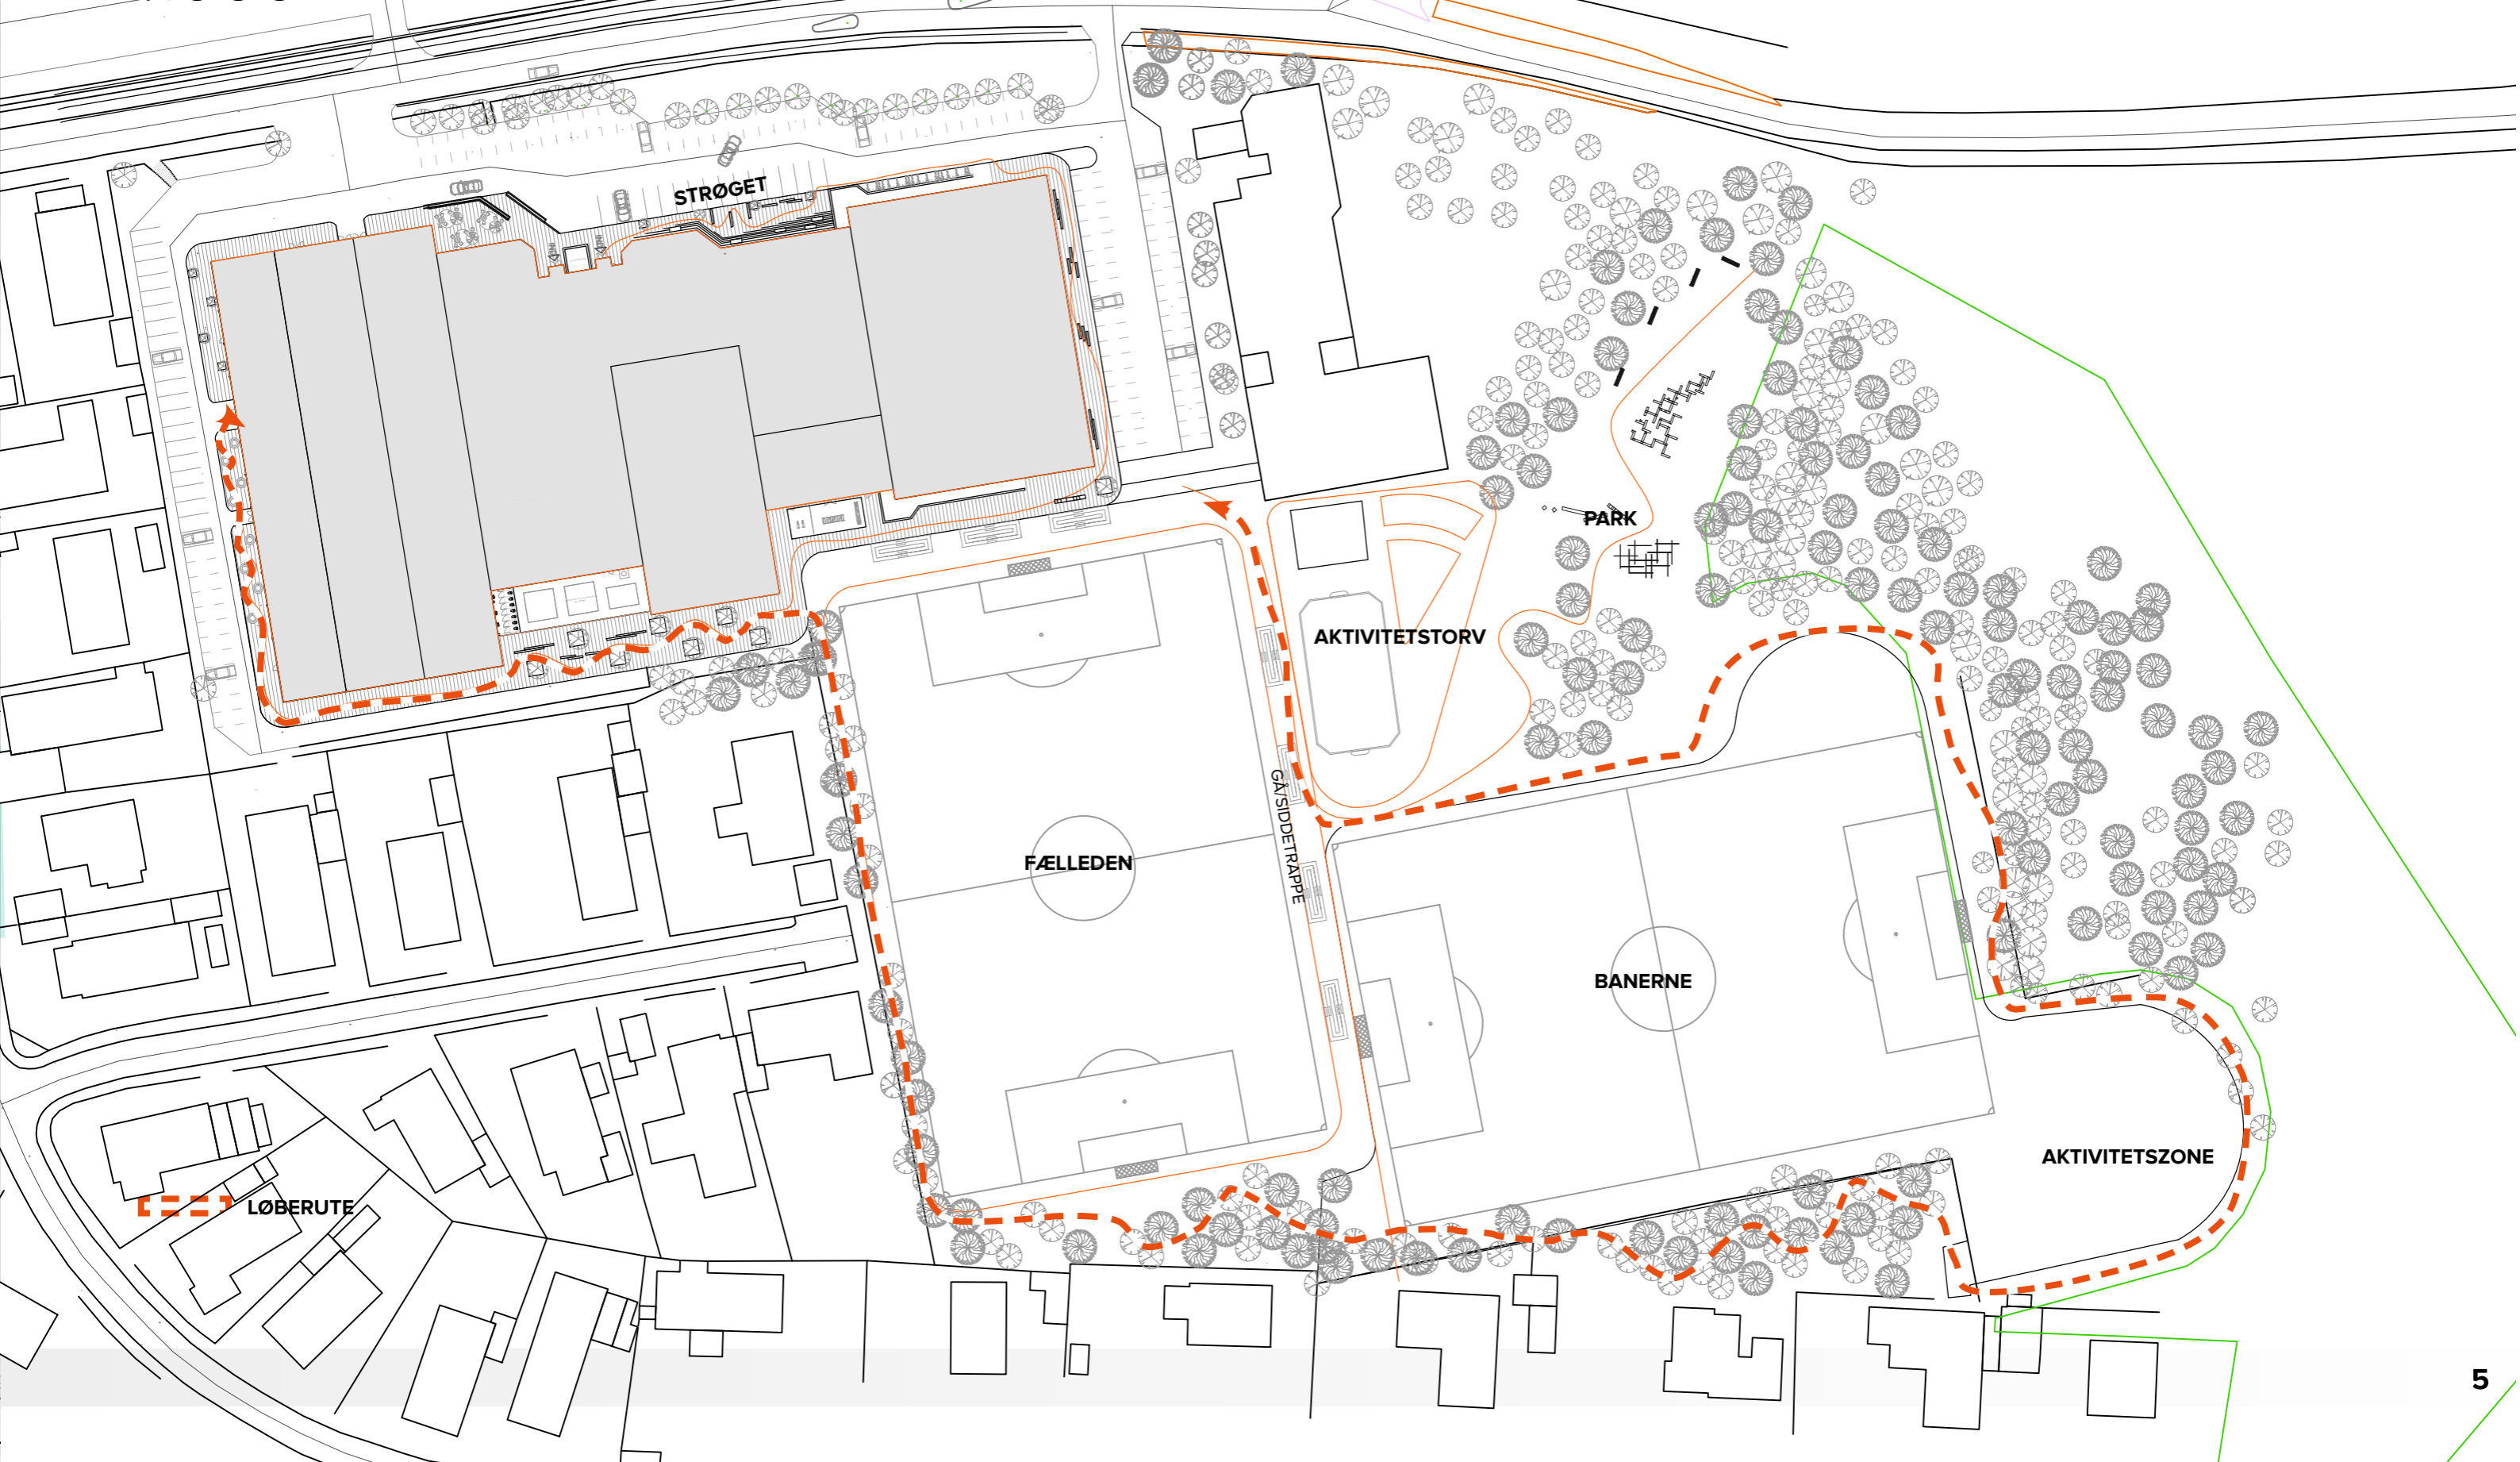 STRØGET
PARK
AKTIVITETSTORV
GÅ/SIDDETRAPPE
FÆLLEDEN
BANERNE
AKTIVITETSZONE
LØBERUTE
5